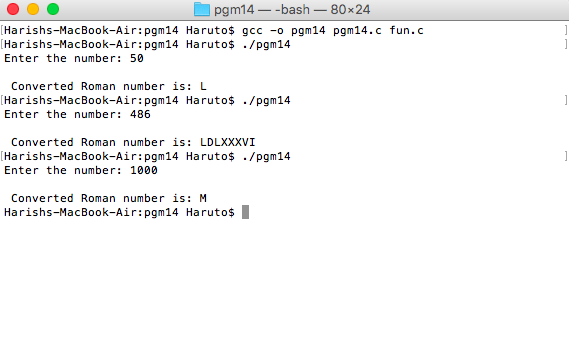 pgm14 — -bash — 80×24
[Harishs-MacBook-Air:pgm14 Haruto$ gcc -o pgm14 pgm14.c fun.c ]
[Harishs-MacBook-Air:pgm14 Haruto$ ./pgm14 ]
Enter the number: 50
Converted Roman number is: L
[Harishs-MacBook-Air:pgm14 Haruto$ ./pgm14 ]
Enter the number: 486
Converted Roman number is: LDLXXXVI
[Harishs-MacBook-Air:pgm14 Haruto$ ./pgm14 ]
Enter the number: 1000
Converted Roman number is: M
Harishs-MacBook-Air:pgm14 Haruto$